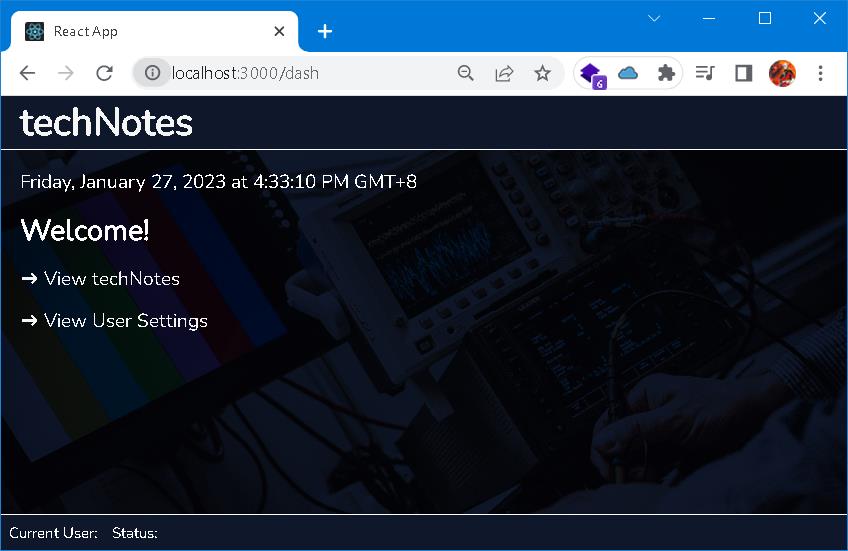 React App
localhost:3000/dash
6
techNotes
Friday, January 27, 2023 at 4:33:10 PM GMT+8
Welcome!
➜ View techNotes
➜ View User Settings
Current User: Status: